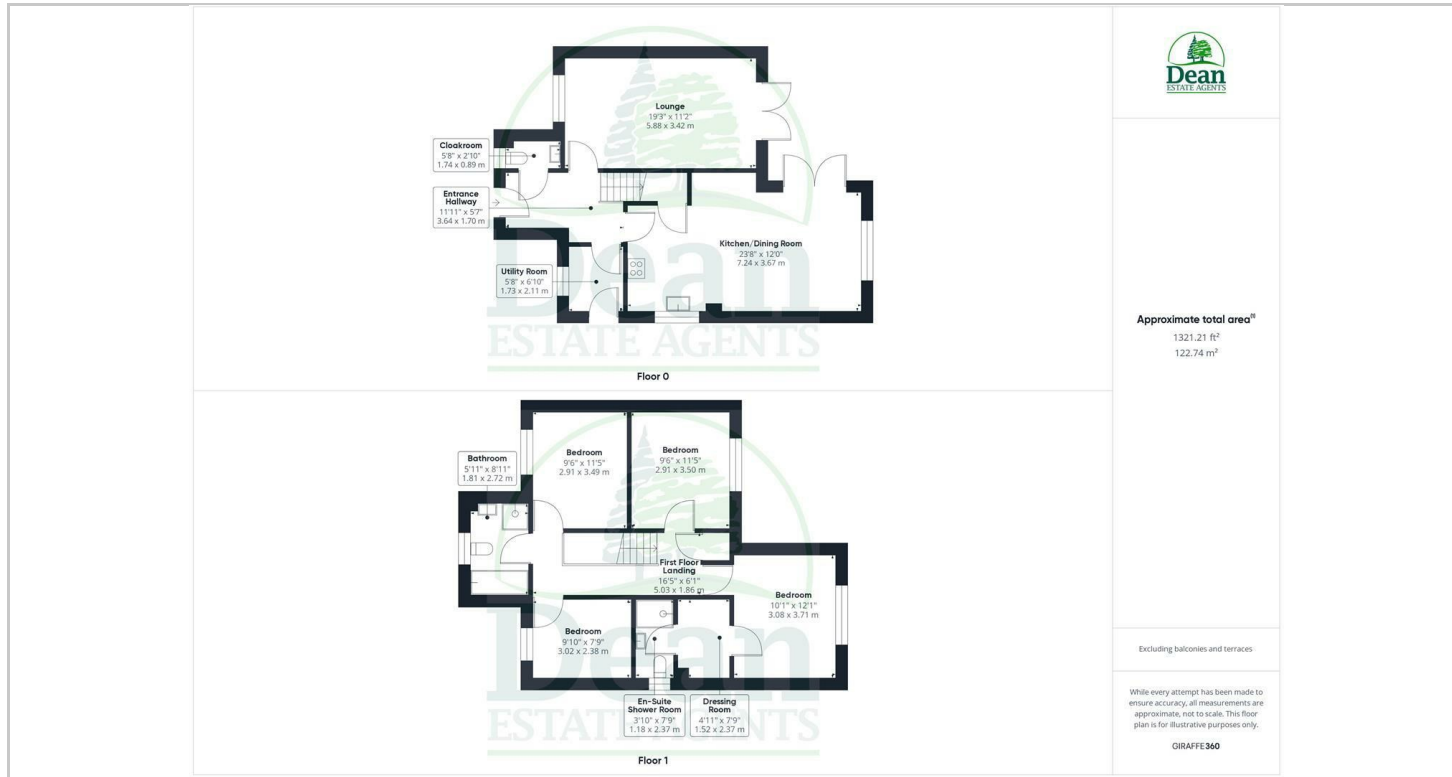 Lounge
19'3" x 11'2"
5.88 x 3.42 m
Cloakroom
5'8" x 2'10"
1.74 x 0.89 m
Entrance
Hallway
11'11" x 5'7"
3.64 x 1.70 m
Utility Room
5'8" x 6'10"
1.73 x 2.11 m
Kitchen/Dining Room
23'8" x 12'0"
7.24 x 3.67 m
Dean
ESTATE AGENTS
Floor 0
Bedroom
9'6" x 11'5"
2.91 x 3.49 m
Bedroom
9'6" x 11'5"
2.91 x 3.50 m
Bathroom
5'11" x 8'11"
1.81 x 2.72 m
First Floor
Landing
16'5" x 6'1"
5.03 x 1.86 m
Bedroom
10'1" x 12'1"
3.08 x 3.71 m
Bedroom
9'10" x 7'9"
3.02 x 2.38 m
En-Suite
Shower Room
3'10" x 7'9"
1.18 x 2.37 m
Dressing
Room
4'11" x 7'9"
1.52 x 2.37 m
Dean
ESTATE AGENTS
Floor 1
Dean
ESTATE AGENTS
Approximate total area⁽¹⁾
1321.21 ft²
122.74 m²
Excluding balconies and terraces
While every attempt has been made to
ensure accuracy, all measurements are
approximate, not to scale. This floor
plan is for illustrative purposes only.
GIRAFFE360